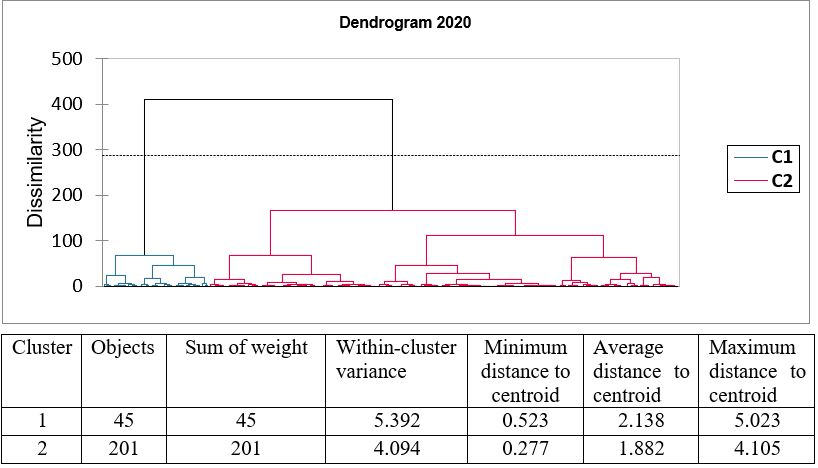 Dendrogram 2020
Dissimilarity
500
400
300
200
100
0
C1
C2
Cluster Objects Sum of weight Within-cluster variance Minimum distance to centroid Average distance to centroid Maximum distance to centroid
1 45 45 5.392 0.523 2.138 5.023
2 201 201 4.094 0.277 1.882 4.105